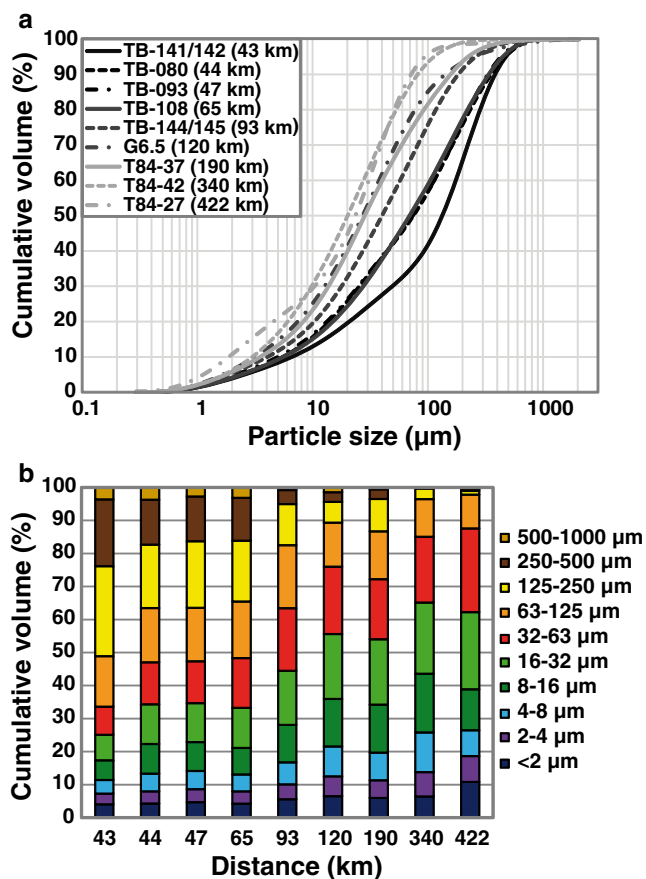 a
Cumulative volume (%)
100
90
80
70
60
50
40
30
20
10
0
TB-141/142 (43 km)
TB-080 (44 km)
TB-093 (47 km)
TB-108 (65 km)
TB-144/145 (93 km)
G6.5 (120 km)
T84-37 (190 km)
T84-42 (340 km)
T84-27 (422 km)
0.1 1 10 100 1000
Particle size (µm)
b
Cumulative volume (%)
100
90
80
70
60
50
40
30
20
10
0
500-1000 µm
250-500 µm
125-250 µm
63-125 µm
32-63 µm
16-32 µm
8-16 µm
4-8 µm
2-4 µm
<2 µm
43 44 47 65 93 120 190 340 422
Distance (km)